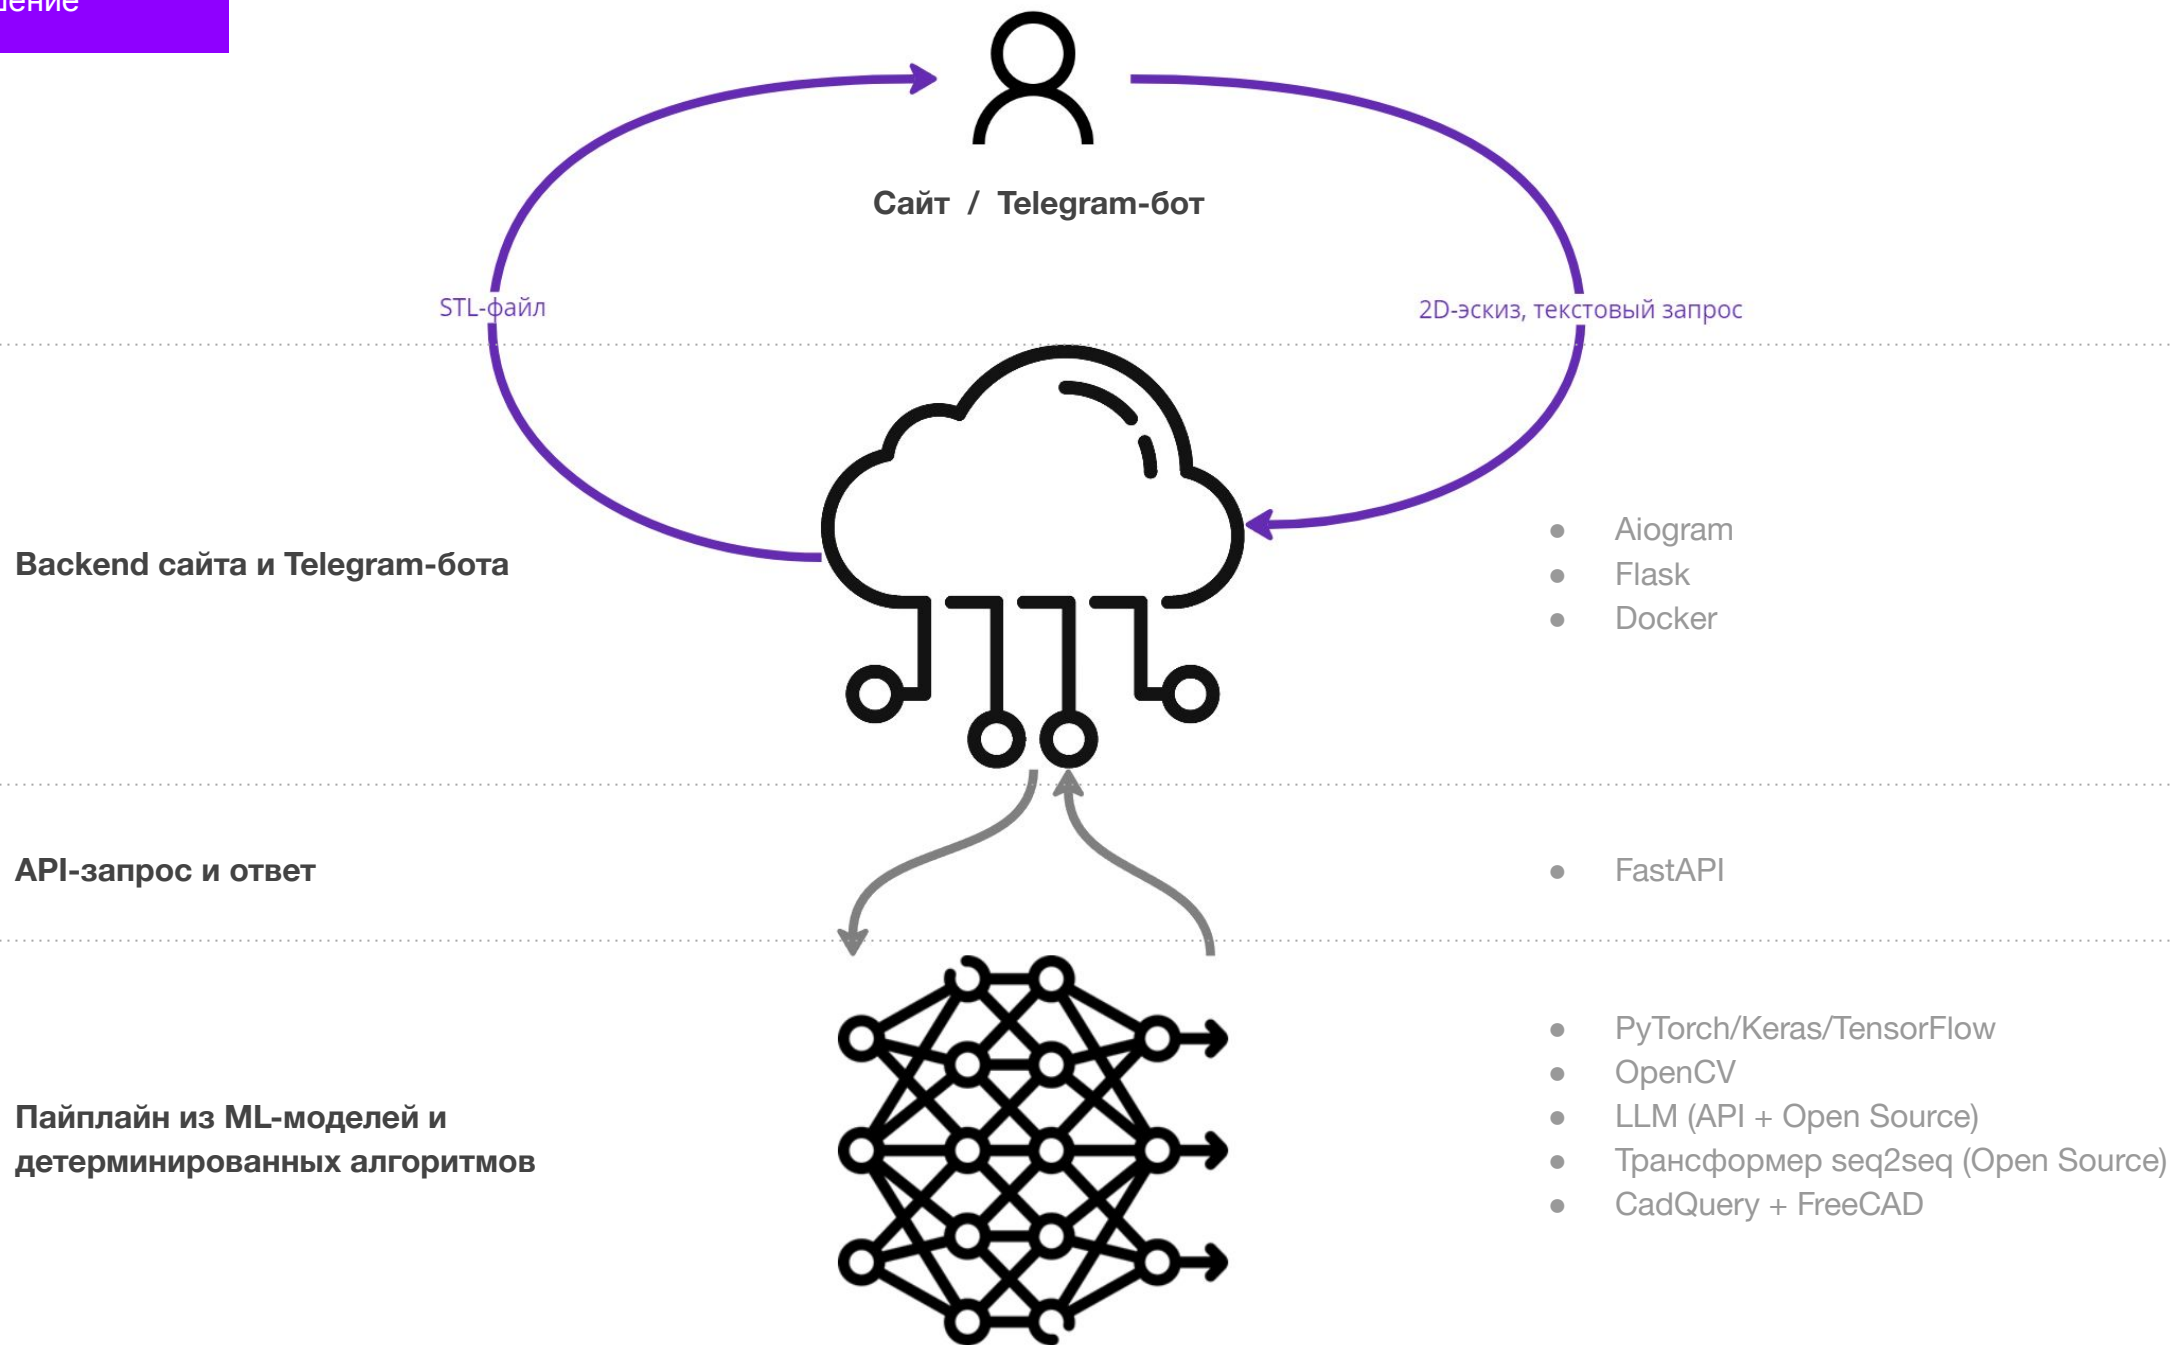 Сайт / Telegram-бот
STL-файл
2D-эскиз, текстовый запрос
Backend сайта и Telegram-бота
● Aiogram
● Flask
● Docker
API-запрос и ответ
● FastAPI
Пайплайн из ML-моделей и
детерминированных алгоритмов
● PyTorch/Keras/TensorFlow
● OpenCV
● LLM (API + Open Source)
● Трансформер seq2seq (Open Source)
● CadQuery + FreeCAD